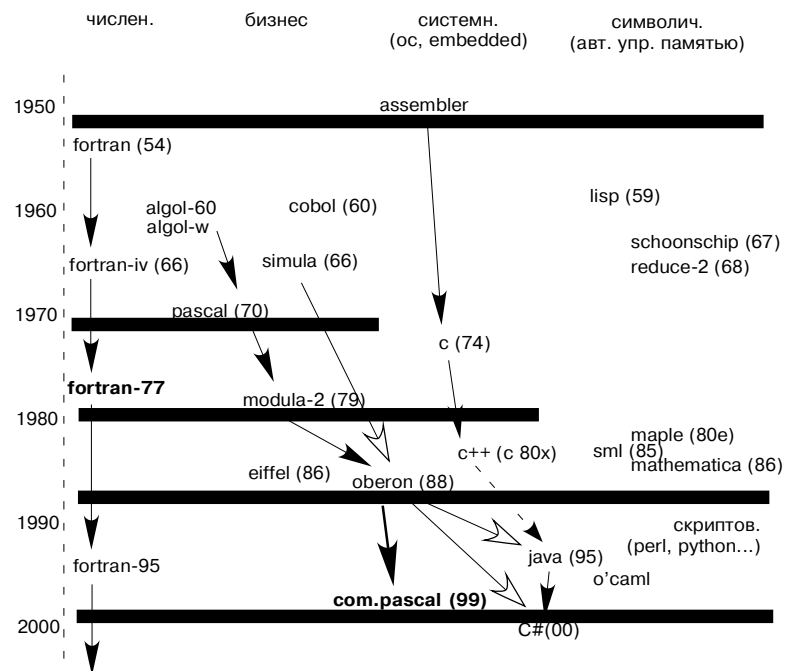 числен. бизнес системн. символич.
(ос, embedded) (авт. упр. памятью)
1950 assembler
fortran (54)
lisp (59)
1960 algol-60 cobol (60)
algol-w
schoonschip (67)
fortran-iv (66) simula (66) reduce-2 (68)
1970 pascal (70)
c (74)
fortran-77
modula-2 (79)
1980
maple (80е)
c++ (с 80х) sml (85)
mathematica (86)
eiffel (86) oberon (88)
1990 скриптов.
(perl, python...)
java (95)
fortran-95 o'caml
com.pascal (99)
2000 C#(00)